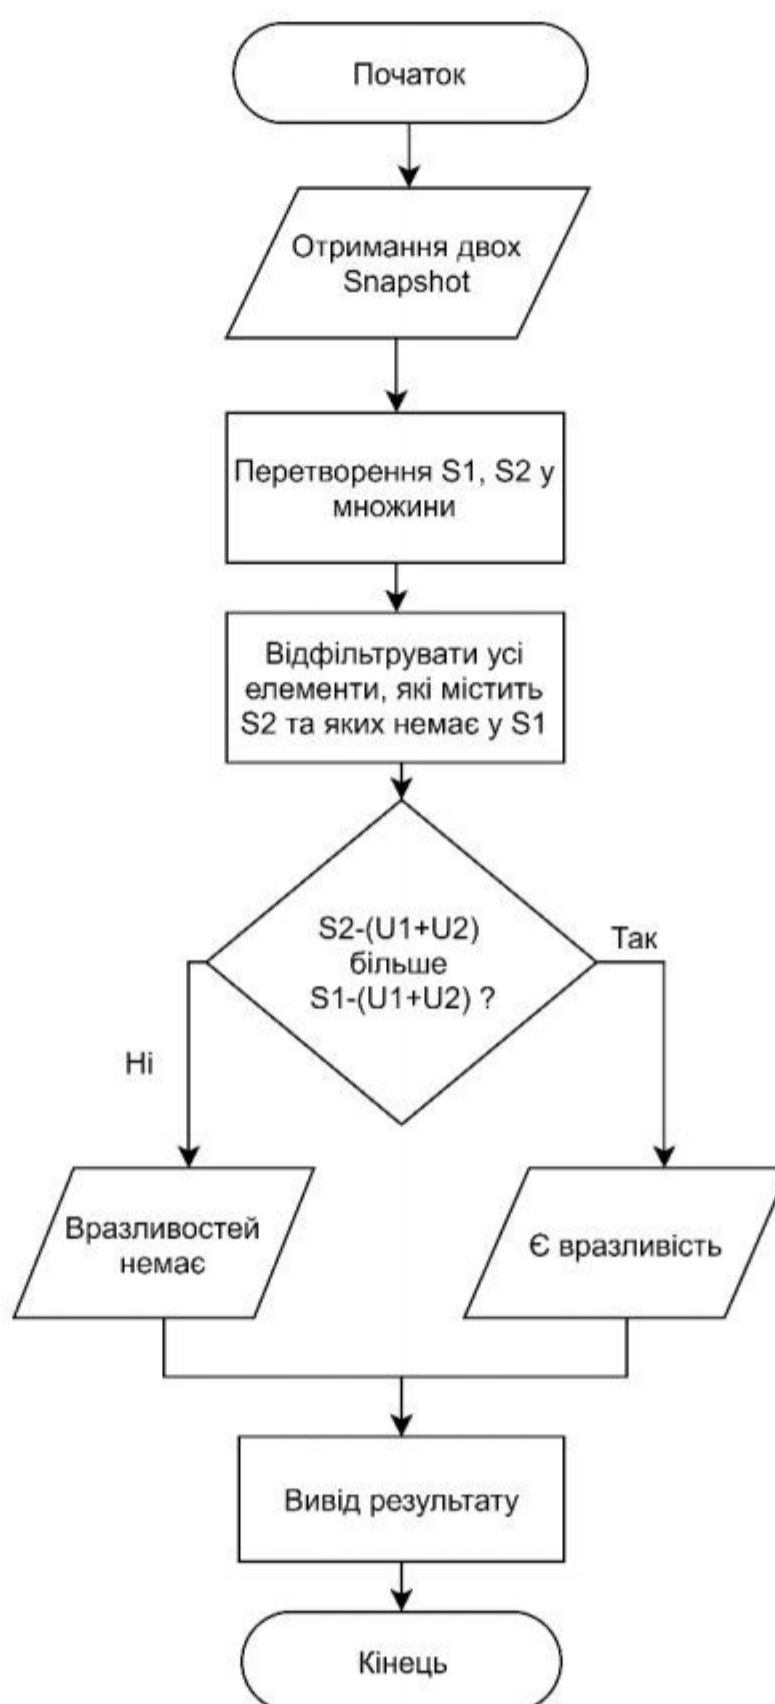 Початок
Отримання двох
Snapshot
Перетворення S1, S2 у
множини
Відфільтрувати усі
елементи, які містить
S2 та яких немає у S1
S2-(U1+U2)
більше
S1-(U1+U2) ?
Так
Ні
Вразливостей
немає
Є вразливість
Вивід результату
Кінець